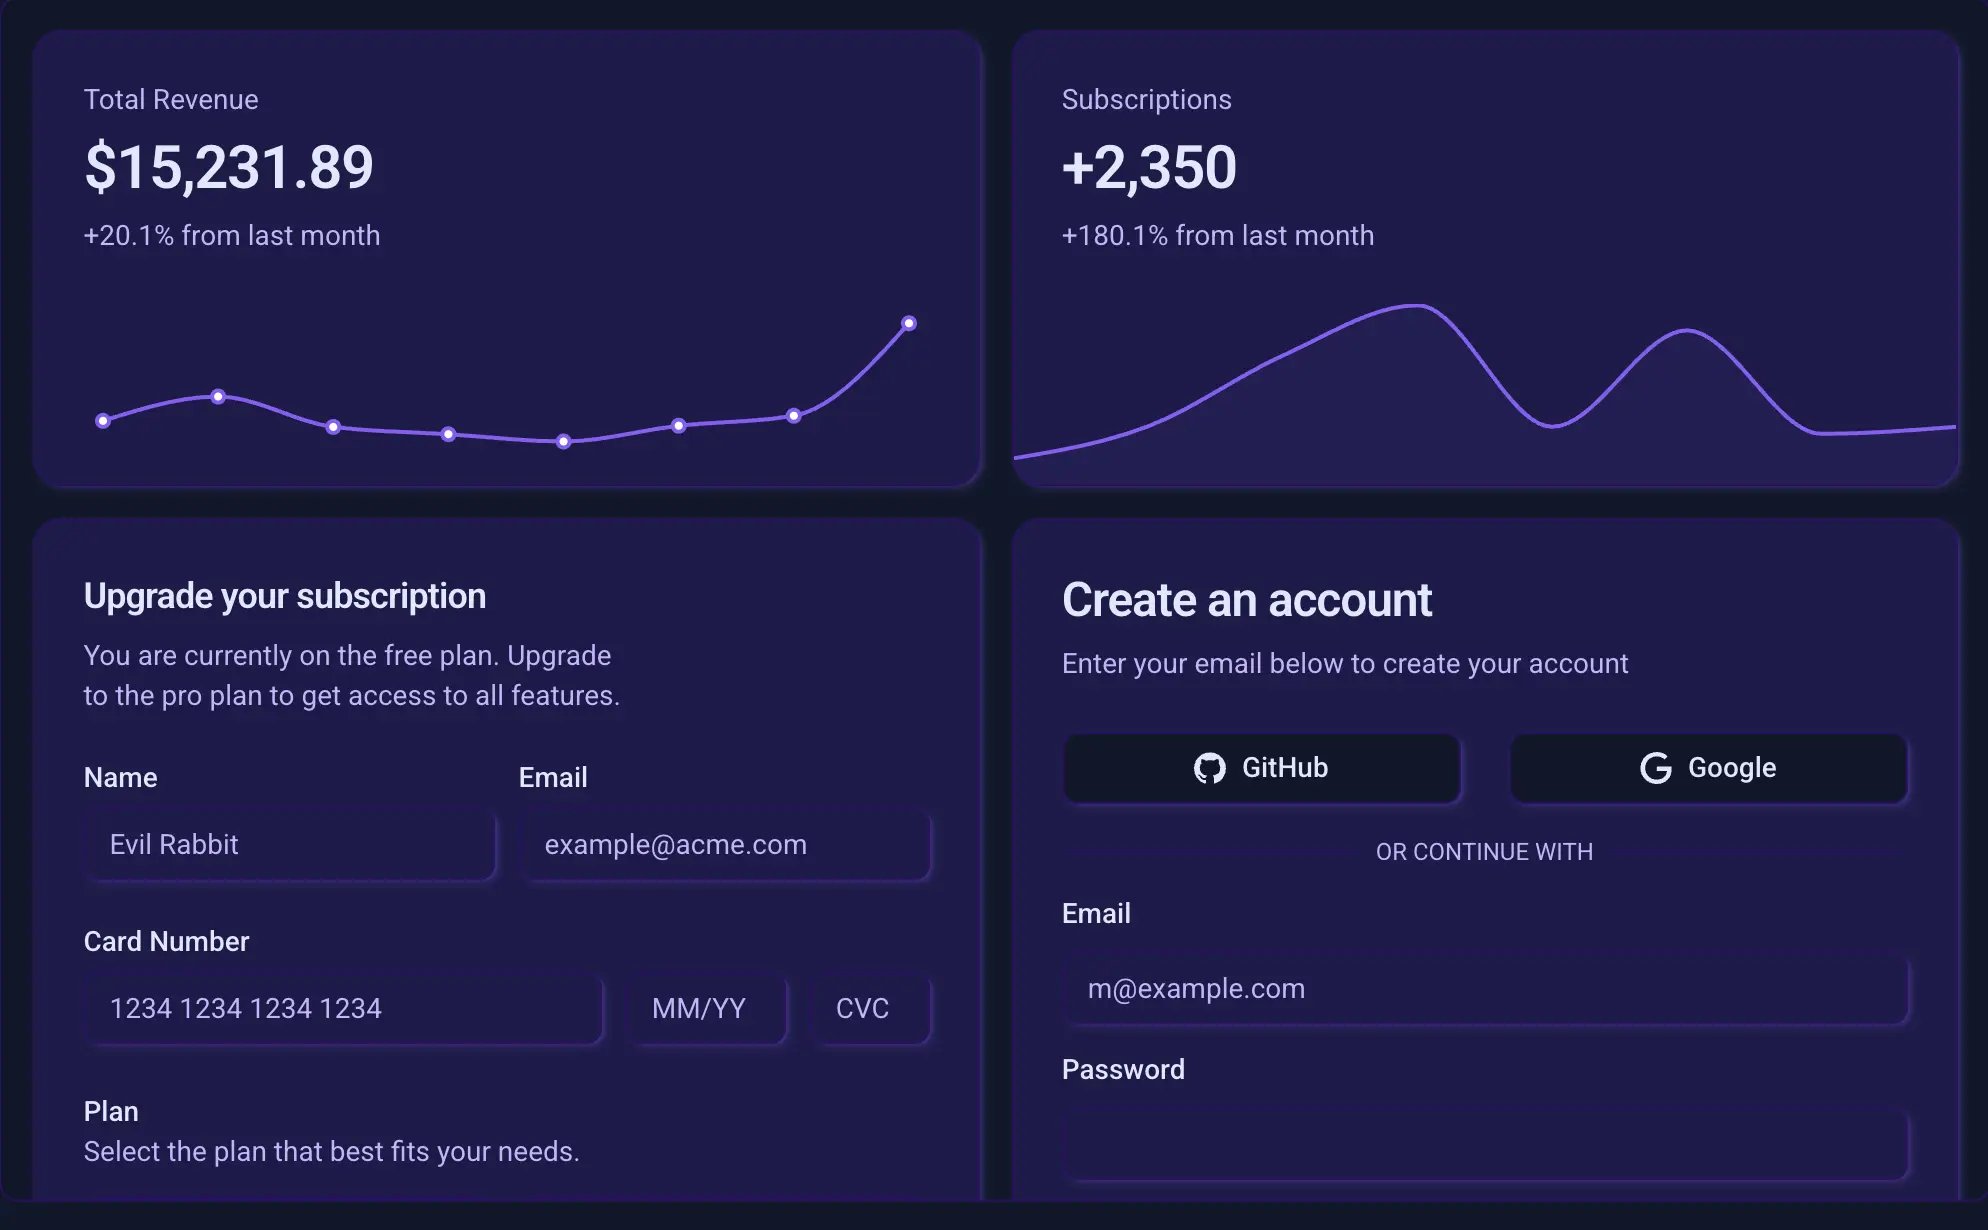 Total Revenue
$15,231.89
+20.1% from last month
Subscriptions
+2,350
+180.1% from last month
Upgrade your subscription
You are currently on the free plan. Upgrade
to the pro plan to get access to all features.
Name
Email
Evil Rabbit
example@acme.com
Card Number
1234 1234 1234 1234
MM/YY
CVC
Plan
Select the plan that best fits your needs.
Create an account
Enter your email below to create your account
GitHub
Google
OR CONTINUE WITH
Email
m@example.com
Password